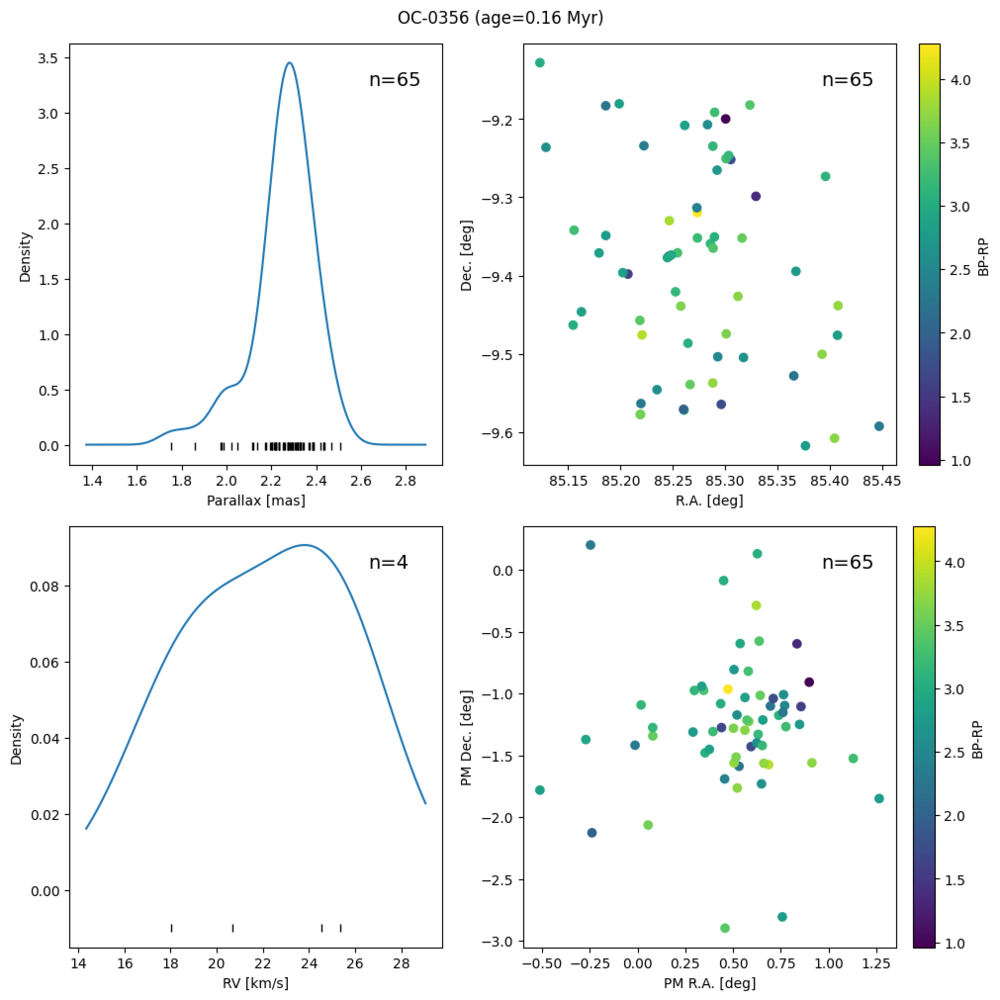 OC-0356 (age=0.16 Myr)
n=65
3.5
3.0
2.5
2.0
1.5
1.0
0.5
0.0
Density
1.4 1.6 1.8 2.0 2.2 2.4 2.6 2.8
Parallax [mas]
n=65
−9.2
−9.3
−9.4
−9.5
−9.6
Dec. [deg]
85.15 85.20 85.25 85.30 85.35 85.40 85.45
R.A. [deg]
4.0
3.5
3.0
2.5
2.0
1.5
1.0
BP-RP
n=4
0.08
0.06
0.04
0.02
0.00
Density
14 16 18 20 22 24 26 28
RV [km/s]
n=65
0.0
−0.5
−1.0
−1.5
−2.0
−2.5
−3.0
PM Dec. [deg]
−0.50 −0.25 0.00 0.25 0.50 0.75 1.00 1.25
PM R.A. [deg]
4.0
3.5
3.0
2.5
2.0
1.5
1.0
BP-RP